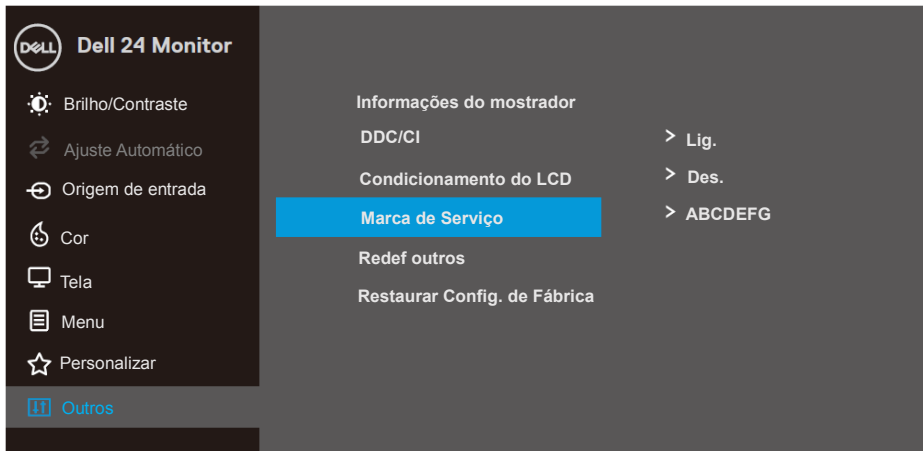 DELL Dell 24 Monitor
Brilho/Contraste
Ajuste Automático
Origem de entrada
Cor
Tela
Menu
Personalizar
Outros
Informações do mostrador
DDC/CI > Lig.
Condicionamento do LCD > Des.
Marca de Serviço > ABCDEFG
Redef outros
Restaurar Config. de Fábrica